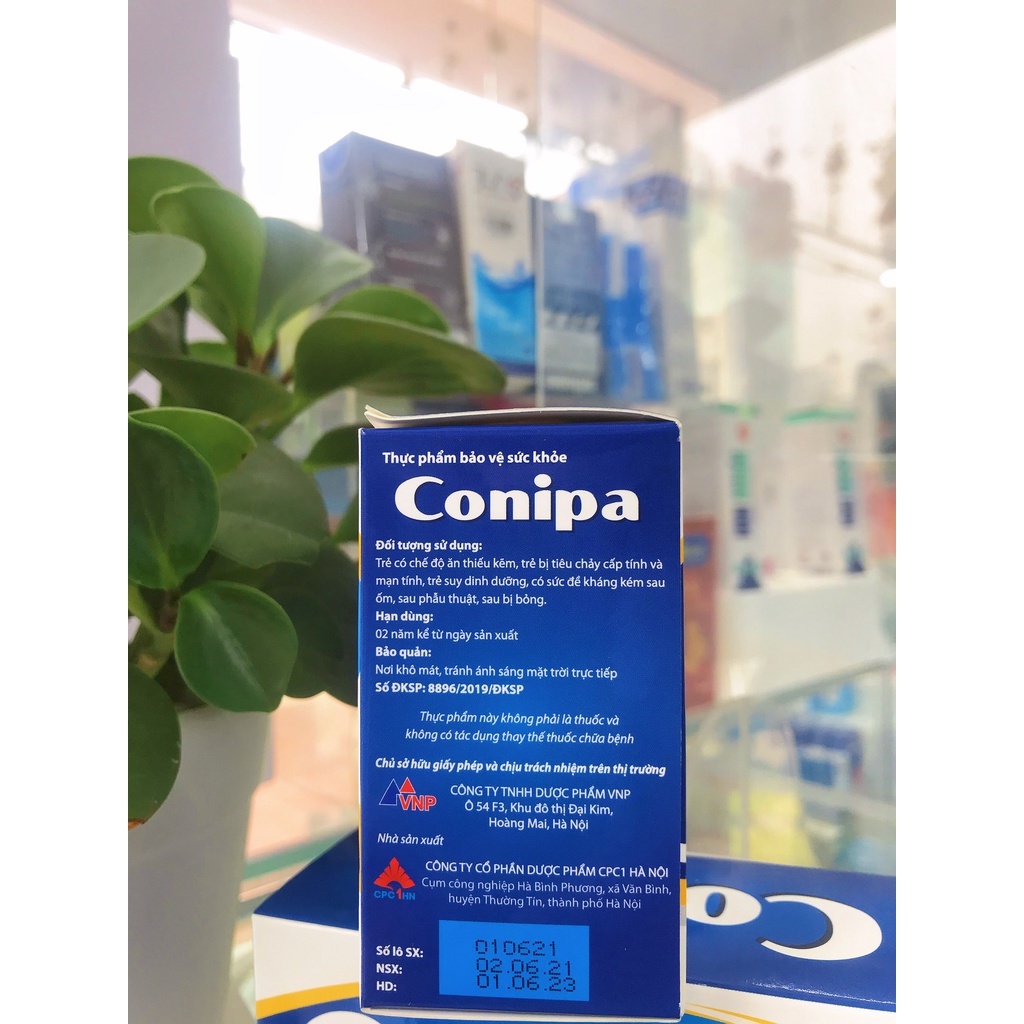 Thực phẩm bảo vệ sức khỏe
Conipa
Đối tượng sử dụng:
Trẻ có chế độ ăn thiếu kẽm, trẻ bị tiêu chảy cấp tính và
mạn tính, trẻ suy dinh dưỡng, có sức đề kháng kém sau
ốm, sau phẫu thuật, sau bị bỏng.
Hạn dùng:
02 năm kể từ ngày sản xuất
Bảo quản:
Nơi khô mát, tránh ánh sáng mặt trời trực tiếp
Số ĐKSP: 8896/2019/ĐKSP
Thực phẩm này không phải là thuốc và
không có tác dụng thay thế thuốc chữa bệnh
Chủ sở hữu giấy phép và chịu trách nhiệm trên thị trường
VNP
CÔNG TY TNHH DƯỢC PHẨM VNP
Ô 54 F3, Khu đô thị Đại Kim,
Hoàng Mai, Hà Nội
Nhà sản xuất
CPC1HN
CÔNG TY CỔ PHẦN DƯỢC PHẨM CPC1 HÀ NỘI
Cụm công nghiệp Hà Bình Phương, xã Văn Bình,
huyện Thường Tín, thành phố Hà Nội
Số lô SX: 010621
NSX: 02.06.21
HD: 01.06.23
Co